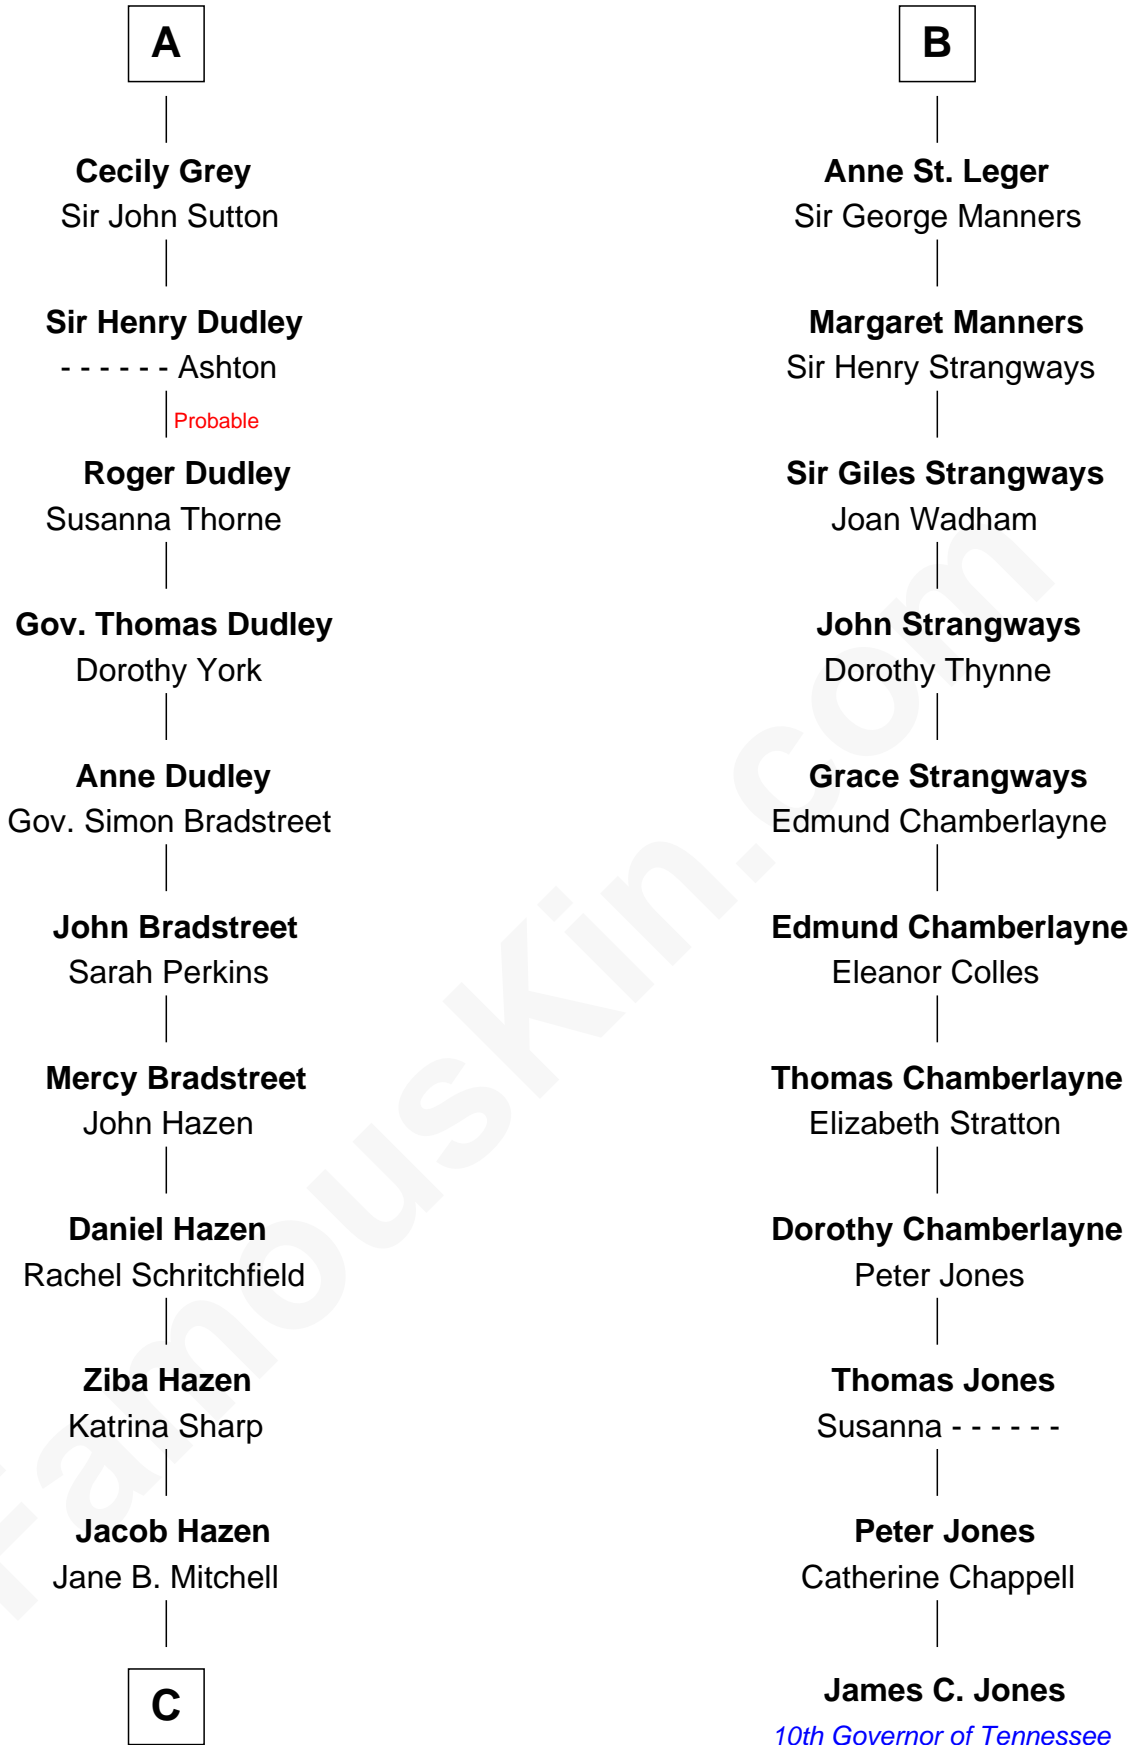 A
Cecily Grey
Sir John Sutton
Sir Henry Dudley
- - - - - - Ashton
Probable
Roger Dudley
Susanna Thorne
Gov. Thomas Dudley
Dorothy York
Anne Dudley
Gov. Simon Bradstreet
John Bradstreet
Sarah Perkins
Mercy Bradstreet
John Hazen
Daniel Hazen
Rachel Schritchfield
Ziba Hazen
Katrina Sharp
Jacob Hazen
Jane B. Mitchell
C
B
Anne St. Leger
Sir George Manners
Margaret Manners
Sir Henry Strangways
Sir Giles Strangways
Joan Wadham
John Strangways
Dorothy Thynne
Grace Strangways
Edmund Chamberlayne
Edmund Chamberlayne
Eleanor Colles
Thomas Chamberlayne
Elizabeth Stratton
Dorothy Chamberlayne
Peter Jones
Thomas Jones
Susanna - - - - - -
Peter Jones
Catherine Chappell
James C. Jones
10th Governor of Tennessee
FamousKin.com